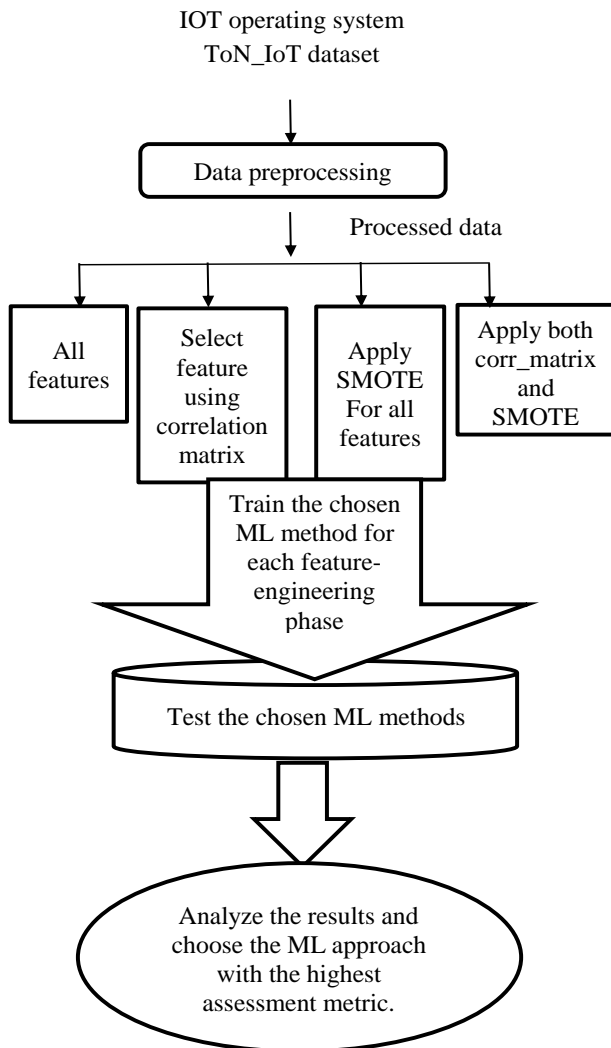 IOT operating system
ToN_IoT dataset
Data preprocessing
Processed data
All
features
Select
feature
using
correlation
matrix
Apply
SMOTE
For all
features
Apply both
corr_matrix
and
SMOTE
Train the chosen
ML method for
each feature-
engineering
phase
Test the chosen ML methods
Analyze the results and
choose the ML approach
with the highest
assessment metric.